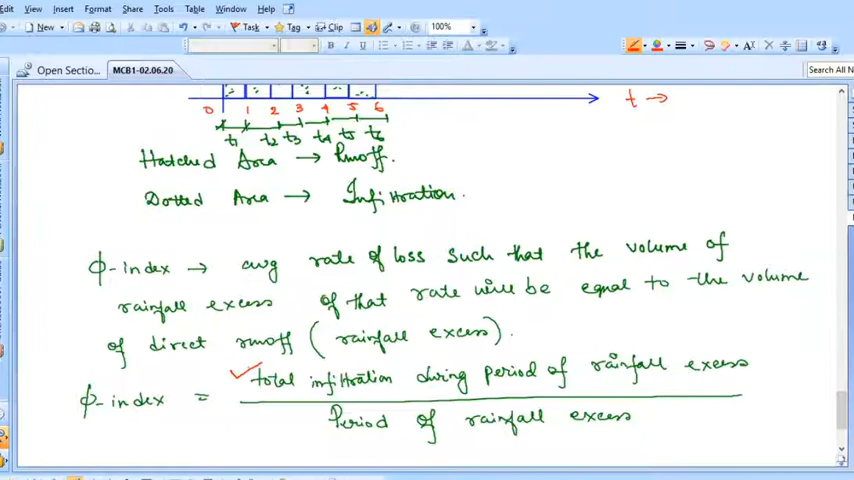 Edit View Insert Format Share Tools Table Window Help
New Task Tag Clip 100%
Open Sectio... MCB1-02.06.20 Search All No
0 1 2 3 4 5 6 t →
t1 t2 t3 t4 t5 t6
Hatched Area → Runoff.
Dotted Area → Infiltration.
ϕ-index → avg rate of loss such that the volume of
rainfall excess of that rate will be equal to the volume
of direct runoff (rainfall excess).
total infiltration during period of rainfall excess
ϕ-index =
Period of rainfall excess